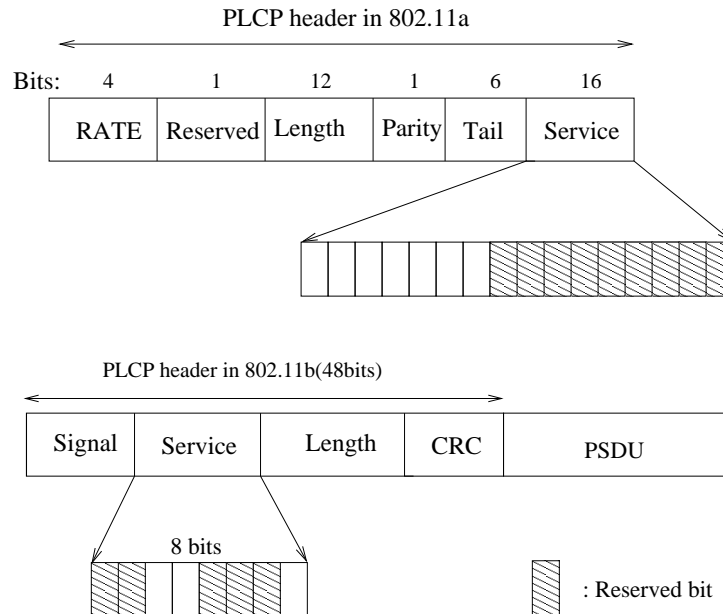 PLCP header in 802.11a
Bits: 4 1 12 1 6 16
RATE Reserved Length Parity Tail Service
PLCP header in 802.11b(48bits)
Signal Service Length CRC PSDU
8 bits
: Reserved bit